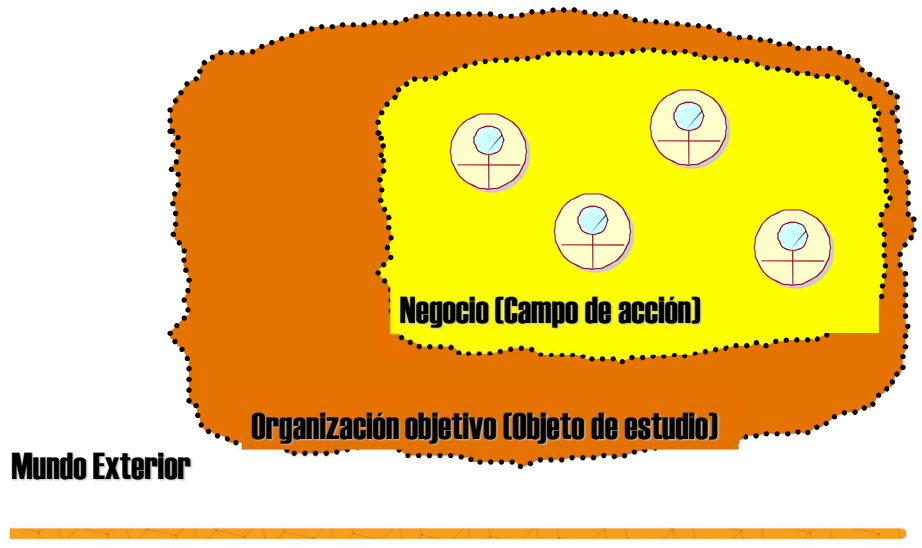 Negocio (Campo de acción)
Organización objetivo (Objeto de estudio)
Mundo Exterior